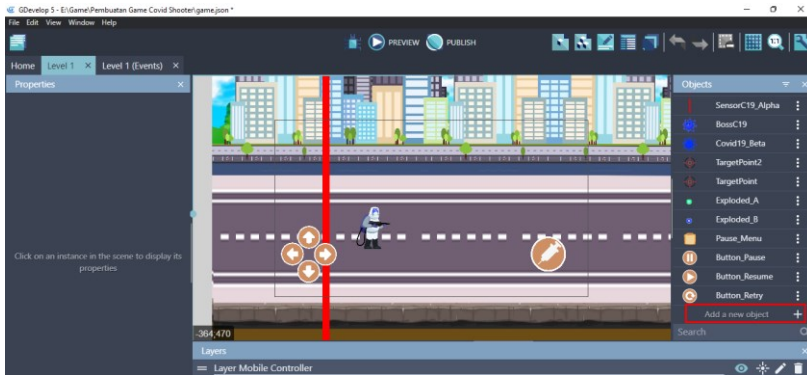 GDevelop 5 - E:\Game\Pembuatan Game Covid Shooter\game.json *
File Edit View Window Help
PREVIEW PUBLISH
Home Level 1 × Level 1 (Events) ×
Properties ×
Objects
SensorC19_Alpha
BossC19
Covid19_Beta
TargetPoint2
TargetPoint
Exploded_A
Exploded_B
Pause_Menu
Button_Pause
Button_Resume
Button_Retry
Add a new object +
Search
Click on an instance in the scene to display its
properties
-364;470
Layers
Layer Mobile Controller